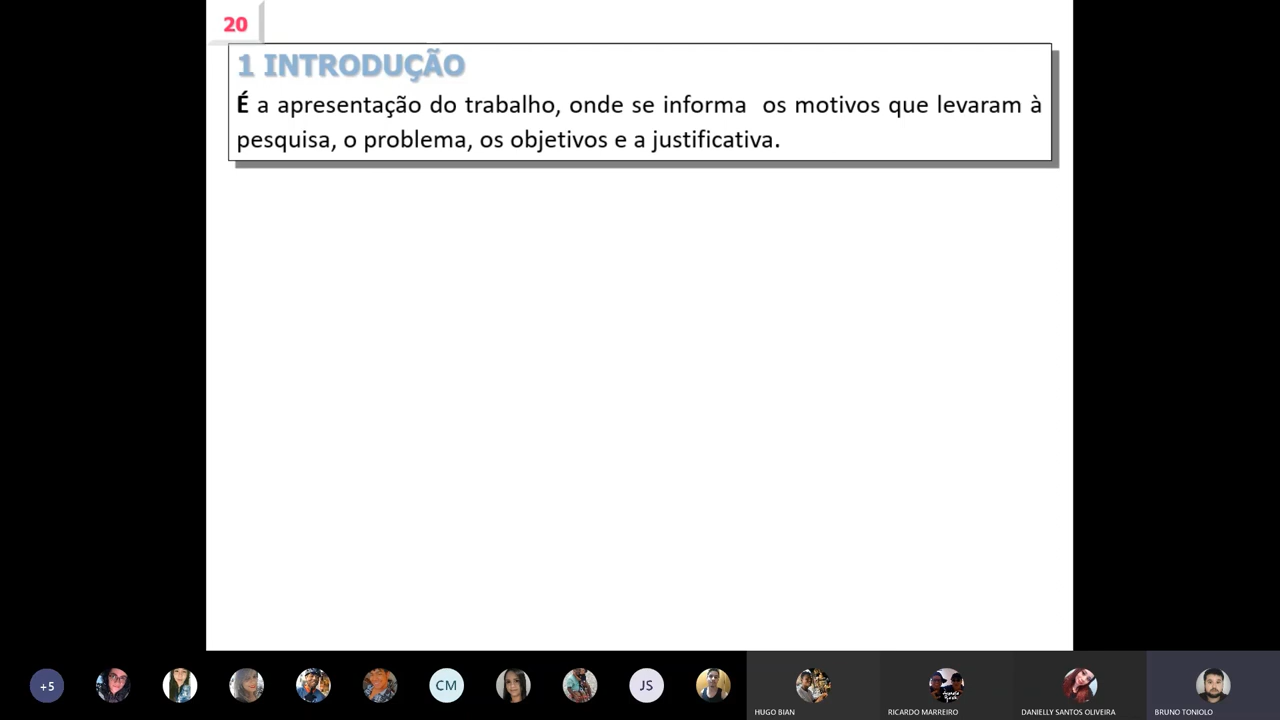 20
1 INTRODUÇÃO
É a apresentação do trabalho, onde se informa os motivos que levaram à
pesquisa, o problema, os objetivos e a justificativa.
+5
CM
JS
HUGO BIAN
RICARDO MARREIRO
DANIELLY SANTOS OLIVEIRA
BRUNO TONIOLO